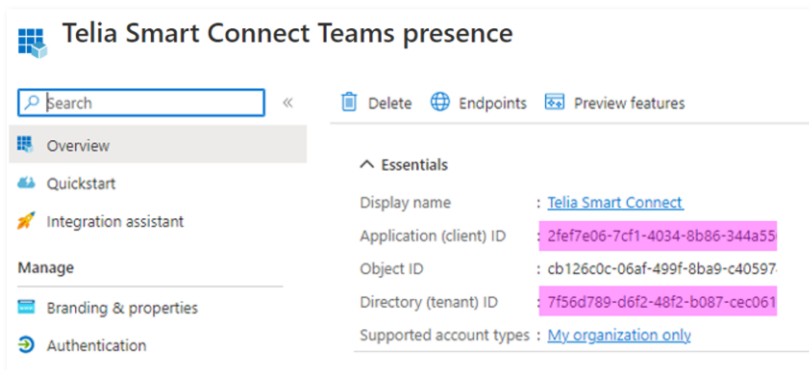 Telia Smart Connect Teams presence
Search
«
Delete Endpoints Preview features
Overview
Quickstart
Integration assistant
Manage
Branding & properties
Authentication
Essentials
Display name : Telia Smart Connect
Application (client) ID : 2fef7e06-7cf1-4034-8b86-344a55
Object ID : cb126c0c-06af-499f-8ba9-c40597
Directory (tenant) ID : 7f56d789-d6f2-48f2-b087-cec061
Supported account types : My organization only